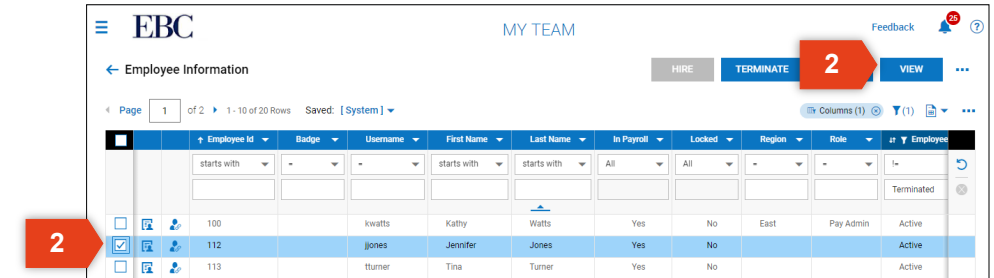 EBC
MY TEAM
Feedback
25
?
Employee Information
HIRE
TERMINATE
2
VIEW
Page 1 of 2 1 - 10 of 20 Rows Saved: [ System ]
Columns (1) (1)
Employee Id Badge Username First Name Last Name In Payroll Locked Region Role Employee
starts with = = starts with starts with All All = = !=
Terminated
100 kwatts Kathy Watts Yes No East Pay Admin Active
2
112 jjones Jennifer Jones Yes No Active
113 tturner Tina Turner Yes No Active